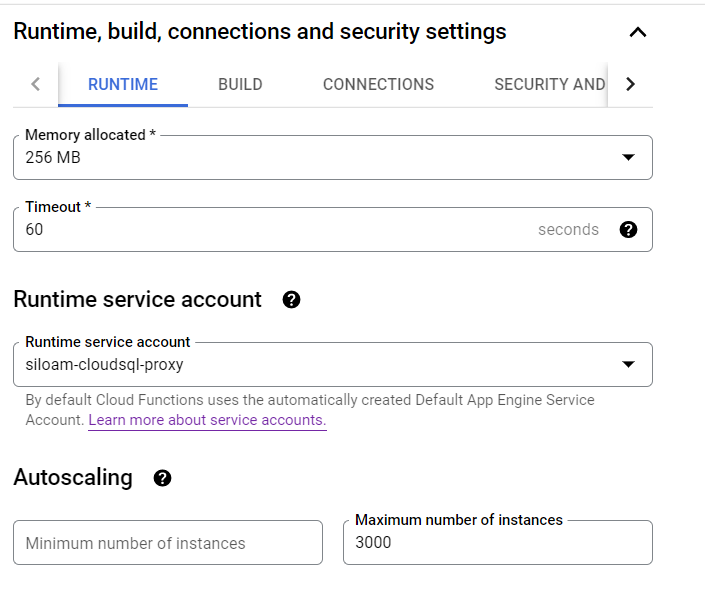 Runtime, build, connections and security settings
RUNTIME BUILD CONNECTIONS SECURITY AND
Memory allocated *
256 MB
Timeout *
60 seconds
Runtime service account
Runtime service account
siloam-cloudsql-proxy
By default Cloud Functions uses the automatically created Default App Engine Service
Account. Learn more about service accounts.
Autoscaling
Maximum number of instances
Minimum number of instances 3000